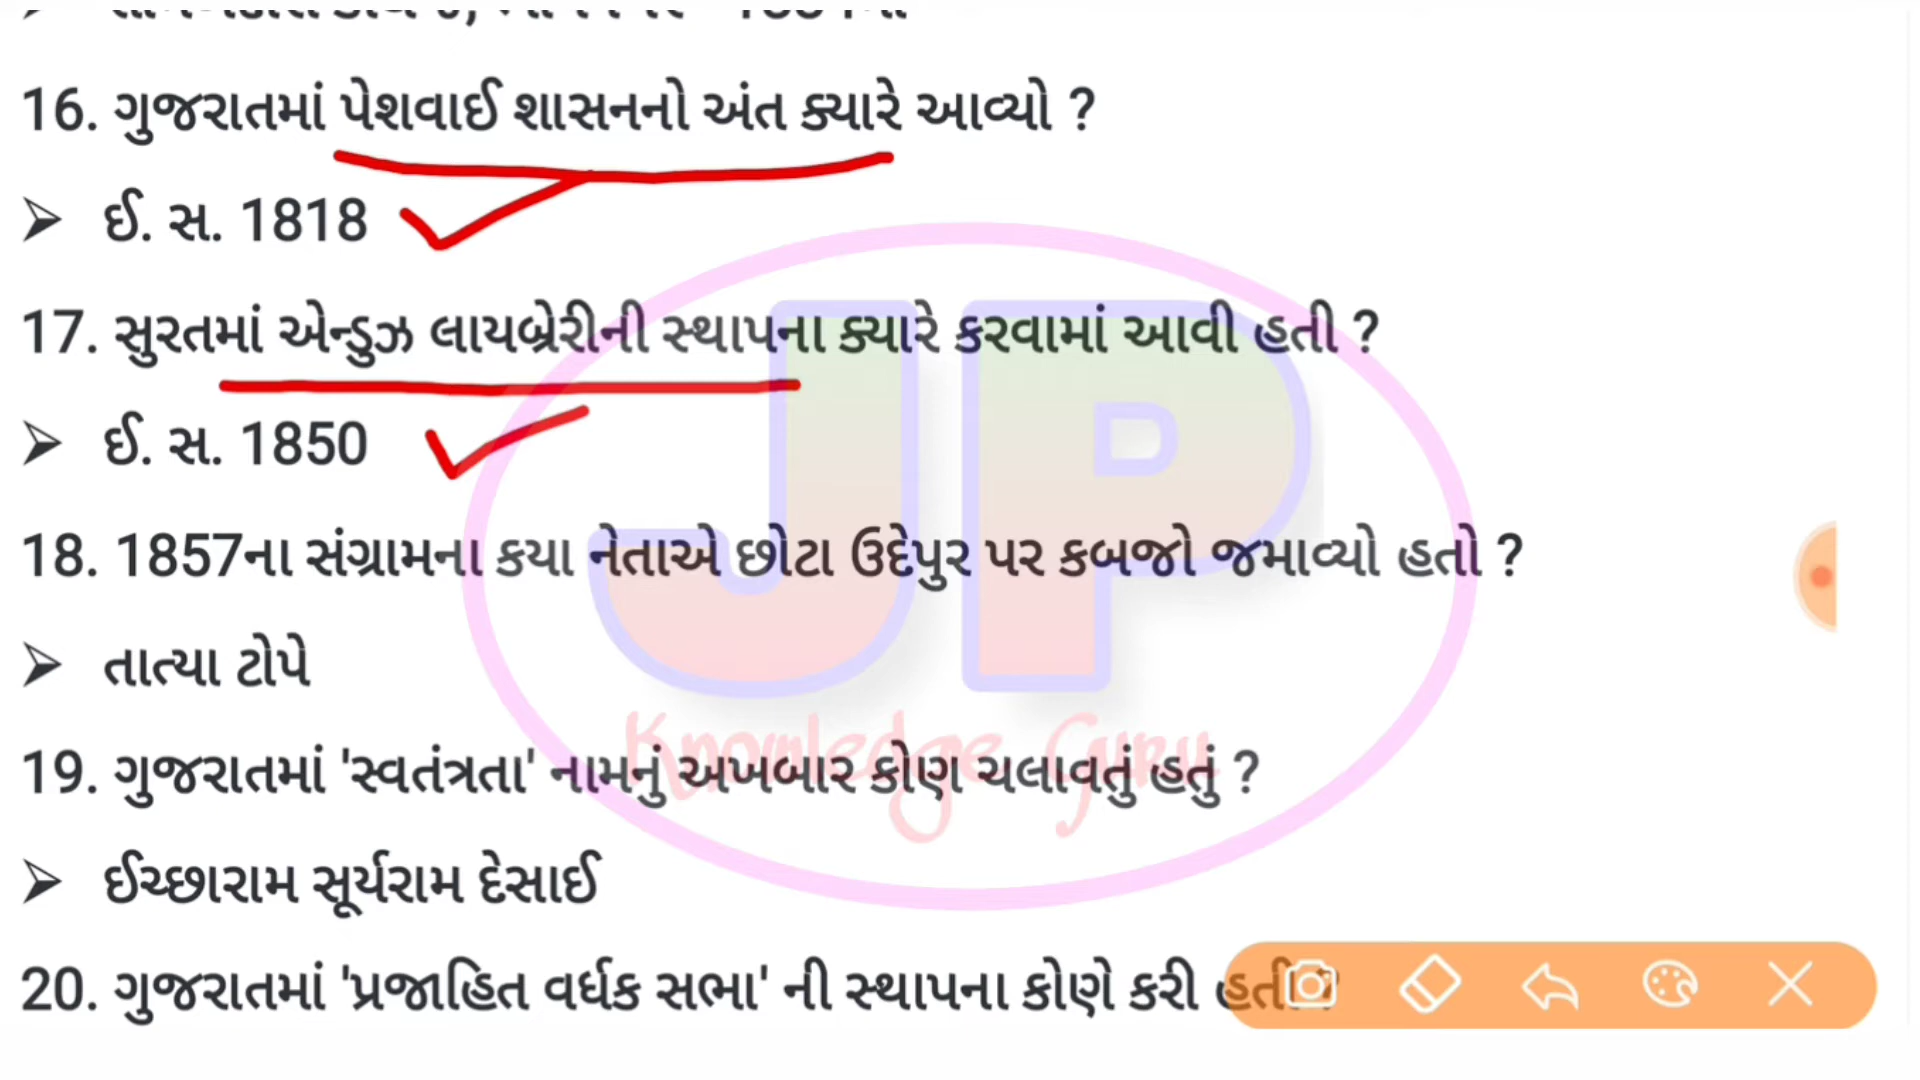 16. ગુજરાતમાં પેશવાઈ શાસનનો અંત ક્યારે આવ્યો ?
➢ ઈ. સ. 1818
17. સુરતમાં એન્ડ્રુઝ લાયબ્રેરીની સ્થાપના ક્યારે કરવામાં આવી હતી ?
➢ ઈ. સ. 1850
18. 1857ના સંગ્રામના કયા નેતાએ છોટા ઉદેપુર પર કબજો જમાવ્યો હતો ?
➢ તાત્યા ટોપે
19. ગુજરાતમાં 'સ્વતંત્રતા' નામનું અખબાર કોણ ચલાવતું હતું ?
➢ ઈચ્છારામ સૂર્યરામ દેસાઈ
20. ગુજરાતમાં 'પ્રજાહિત વર્ધક સભા' ની સ્થાપના કોણે કરી હતી ?
JP
Knowledge Guru